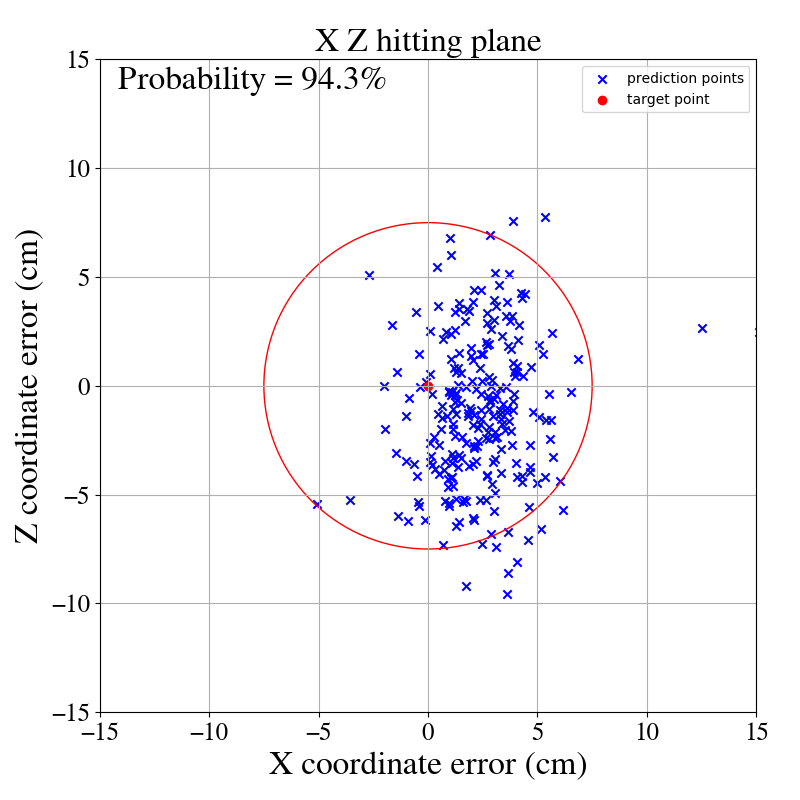 X Z hitting plane
Probability = 94.3%
prediction points
target point
15
10
5
0
−5
−10
−15
Z coordinate error (cm)
−15 −10 −5 0 5 10 15
X coordinate error (cm)